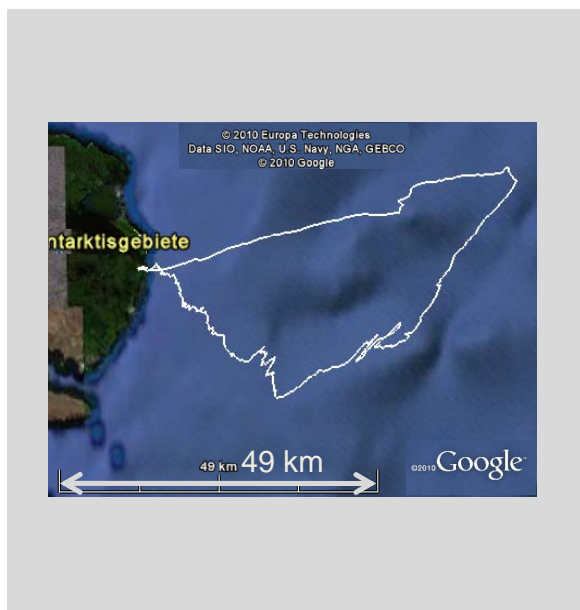 © 2010 Europa Technologies
Data SIO, NOAA, U.S. Navy, NGA, GEBCO
© 2010 Google
ntarktisgebiete
49 km 49 km
©2010 Google